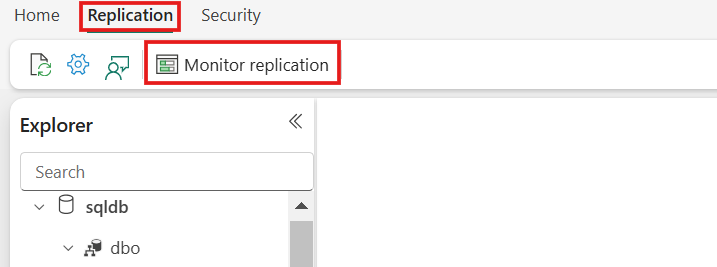 Home Replication Security
Monitor replication
Explorer
Search
sqldb
dbo